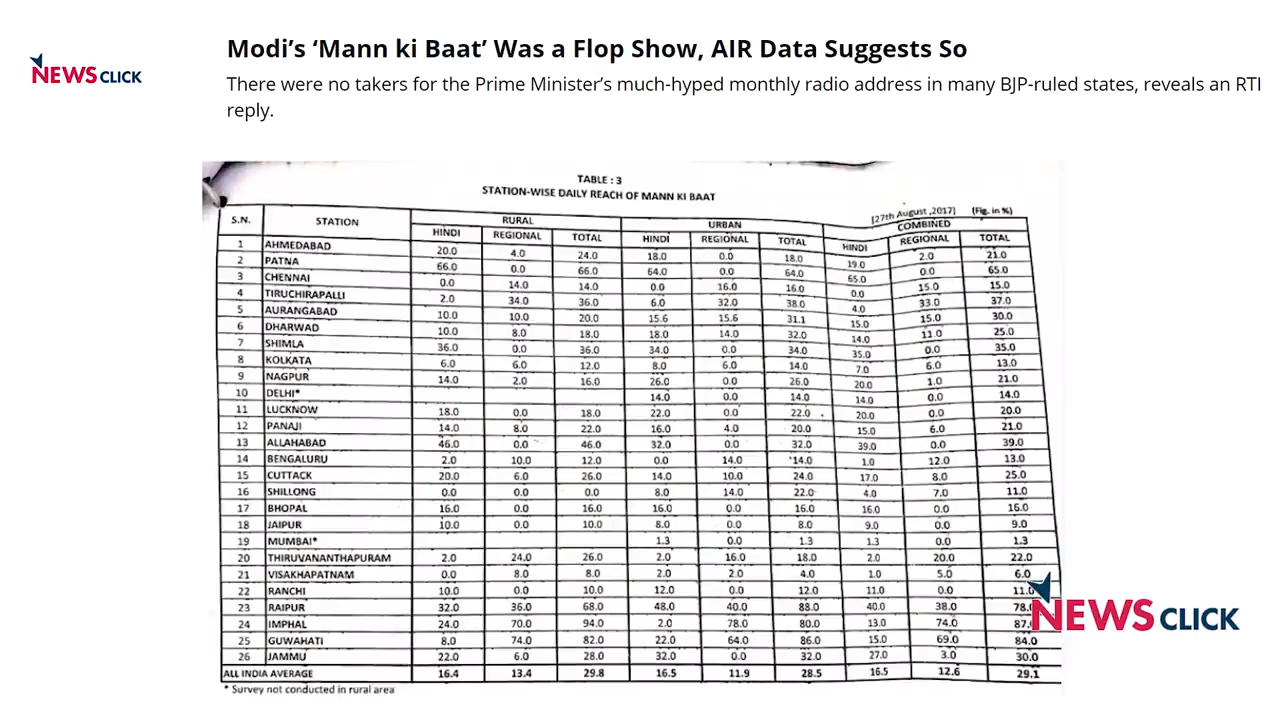 Modi's 'Mann ki Baat' Was a Flop Show, AIR Data Suggests So
NEWS CLICK
There were no takers for the Prime Minister's much-hyped monthly radio address in many BJP-ruled states, reveals an RTI
reply.
TABLE : 3
STATION-WISE DAILY REACH OF MANN KI BAAT
[27th August ,2017] (Fig. in %)
S.N. STATION RURAL URBAN COMBINED
HINDI REGIONAL TOTAL HINDI REGIONAL TOTAL HINDI REGIONAL TOTAL
1 AHMEDABAD 20.0 4.0 24.0 18.0 0.0 18.0 19.0 2.0 21.0
2 PATNA 66.0 0.0 66.0 64.0 0.0 64.0 65.0 0.0 65.0
3 CHENNAI 0.0 14.0 14.0 0.0 16.0 16.0 0.0 15.0 15.0
4 TIRUCHIRAPALLI 2.0 34.0 36.0 6.0 32.0 38.0 4.0 33.0 37.0
5 AURANGABAD 10.0 10.0 20.0 15.6 15.6 31.1 15.0 15.0 30.0
6 DHARWAD 10.0 8.0 18.0 18.0 14.0 32.0 14.0 11.0 25.0
7 SHIMLA 36.0 0.0 36.0 34.0 0.0 34.0 35.0 0.0 35.0
8 KOLKATA 6.0 6.0 12.0 8.0 6.0 14.0 7.0 6.0 13.0
9 NAGPUR 14.0 2.0 16.0 26.0 0.0 26.0 20.0 1.0 21.0
10 DELHI* 14.0 0.0 14.0 14.0 0.0 14.0
11 LUCKNOW 18.0 0.0 18.0 22.0 0.0 22.0 20.0 0.0 20.0
12 PANAJI 14.0 8.0 22.0 16.0 4.0 20.0 15.0 6.0 21.0
13 ALLAHABAD 46.0 0.0 46.0 32.0 0.0 32.0 39.0 0.0 39.0
14 BENGALURU 2.0 10.0 12.0 0.0 14.0 14.0 1.0 12.0 13.0
15 CUTTACK 20.0 6.0 26.0 14.0 10.0 24.0 17.0 8.0 25.0
16 SHILLONG 0.0 0.0 0.0 8.0 14.0 22.0 4.0 7.0 11.0
17 BHOPAL 16.0 0.0 16.0 16.0 0.0 16.0 16.0 0.0 16.0
18 JAIPUR 10.0 0.0 10.0 8.0 0.0 8.0 9.0 0.0 9.0
19 MUMBAI* 1.3 0.0 1.3 1.3 0.0 1.3
20 THIRUVANANTHAPURAM 2.0 24.0 26.0 2.0 16.0 18.0 2.0 20.0 22.0
21 VISAKHAPATNAM 0.0 8.0 8.0 2.0 2.0 4.0 1.0 5.0 6.0
22 RANCHI 10.0 0.0 10.0 12.0 0.0 12.0 11.0 0.0 11.0
23 RAIPUR 32.0 36.0 68.0 48.0 40.0 88.0 40.0 38.0 78.0
24 IMPHAL 24.0 70.0 94.0 2.0 78.0 80.0 13.0 74.0 87.
25 GUWAHATI 8.0 74.0 82.0 22.0 64.0 86.0 15.0 69.0 84.0
26 JAMMU 22.0 6.0 28.0 32.0 0.0 32.0 27.0 3.0 30.0
ALL INDIA AVERAGE 16.4 13.4 29.8 16.5 11.9 28.5 16.5 12.6 29.1
* Survey not conducted in rural area
NEWS CLICK